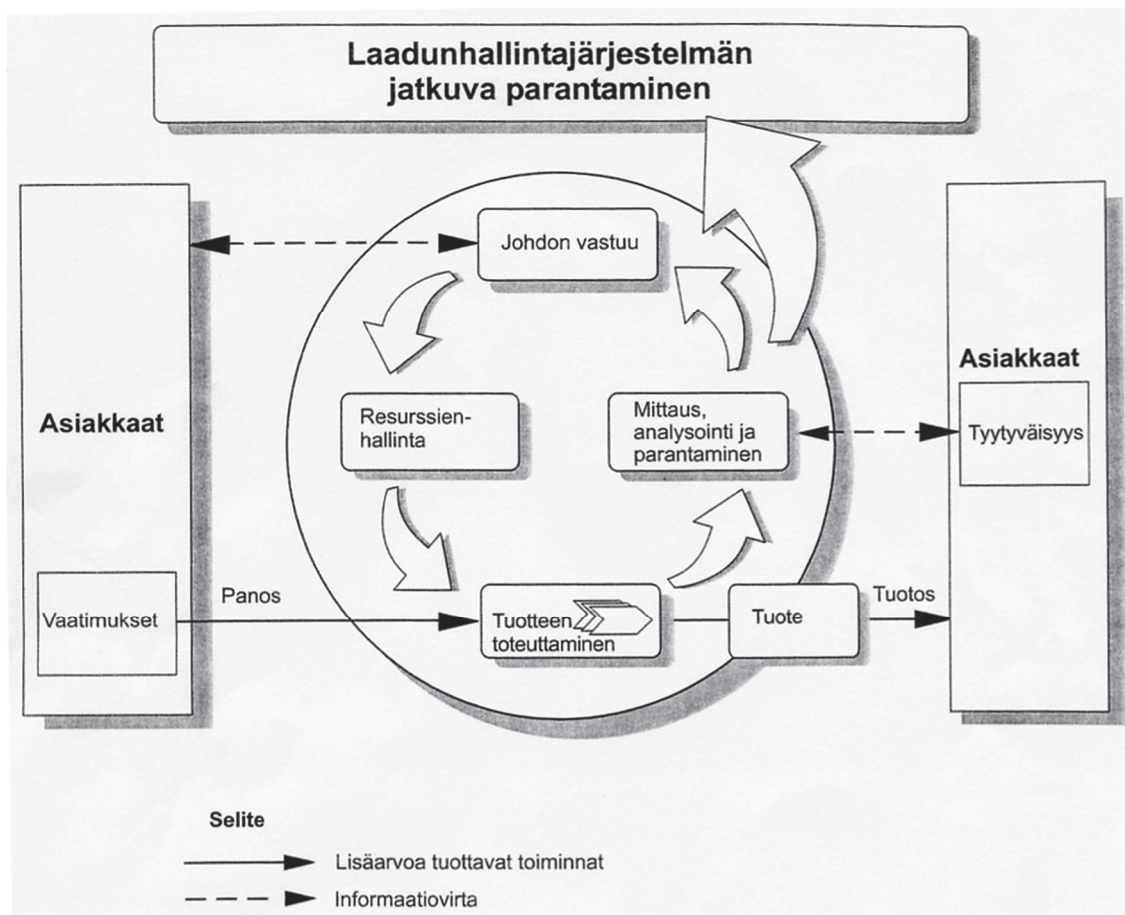 Laadunhallintajärjestelmän
jatkuva parantaminen
Johdon vastuu
Asiakkaat
Asiakkaat
Resurssien-
hallinta
Mittaus,
analysointi ja
parantaminen
Tyytyväisyys
Vaatimukset
Panos
Tuotteen
toteuttaminen
Tuote
Tuotos
Selite
Lisäarvoa tuottavat toiminnat
Informaatiovirta